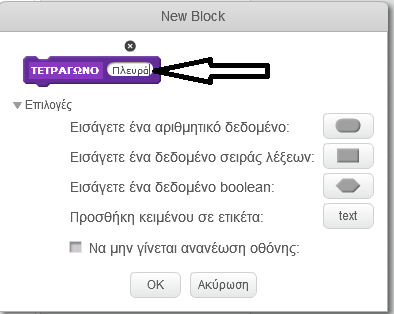 New Block
ΤΕΤΡΑΓΩΝΟ Πλευρά
Επιλογές
Εισάγετε ένα αριθμητικό δεδομένο:
Εισάγετε ένα δεδομένο σειράς λέξεων:
Εισάγετε ένα δεδομένο boolean:
Προσθήκη κειμένου σε ετικέτα: text
Να μην γίνεται ανανέωση οθόνης:
OK Ακύρωση